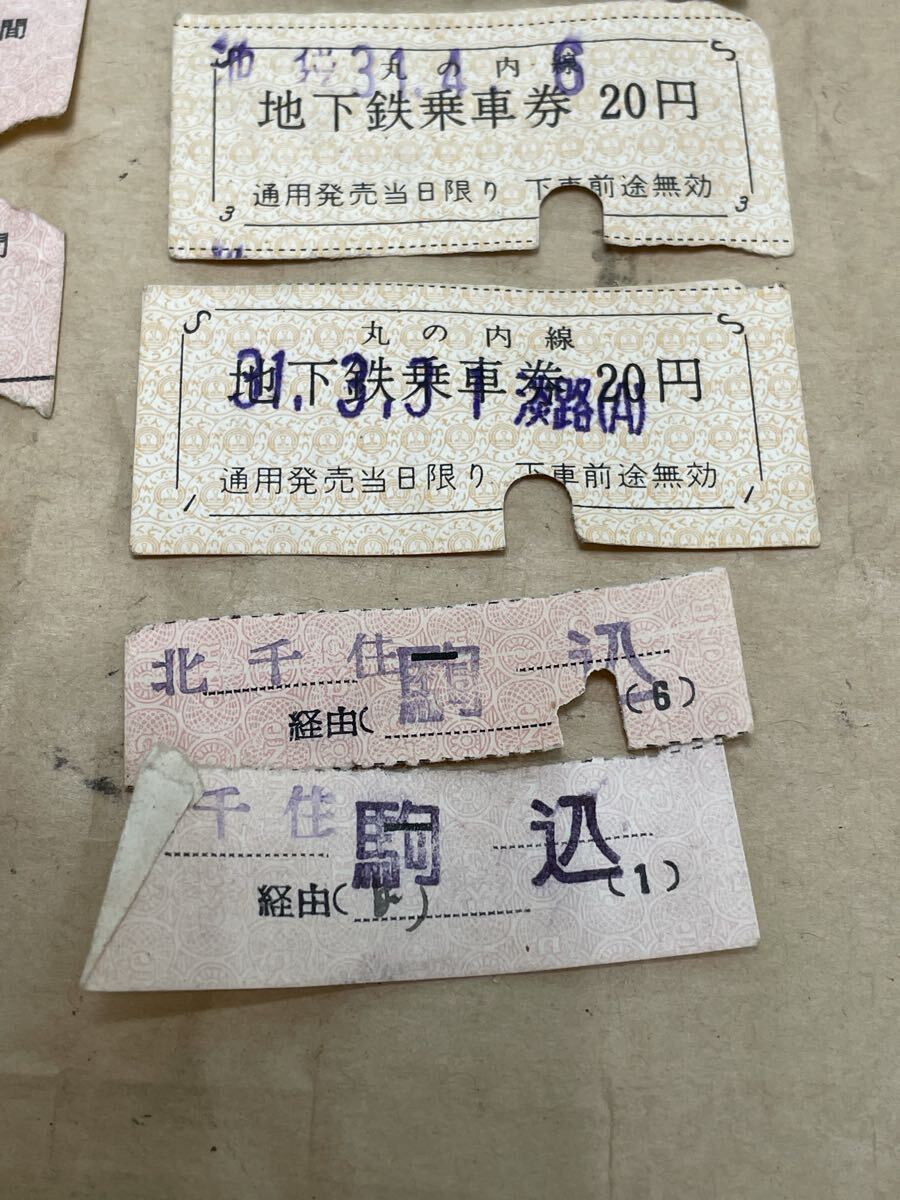 間
池袋 31.4 6
丸の内線
地下鉄乗車券 20円
通用発売当日限り 下車前途無効
3 3
丸の内線
地下鉄乗車券 20円
31.3.31 淡路(A)
通用発売当日限り 下車前途無効
1 1
北千住 駒込
経由( (6)
千住 駒込
経由( ) (1)